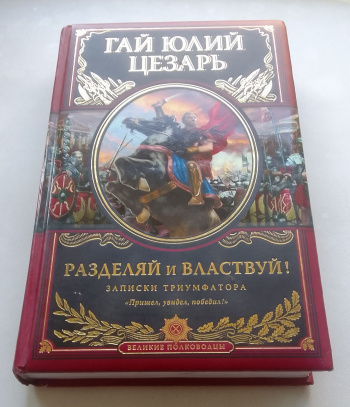 ГАЙ ЮЛИЙ
ЦЕЗАРЬ
РАЗДЕЛЯЙ и ВЛАСТВУЙ!
ЗАПИСКИ ТРИУМФАТОРА
«Пришел, увидел, победил!»
ВЕЛИКИЕ ПОЛКОВОДЦЫ